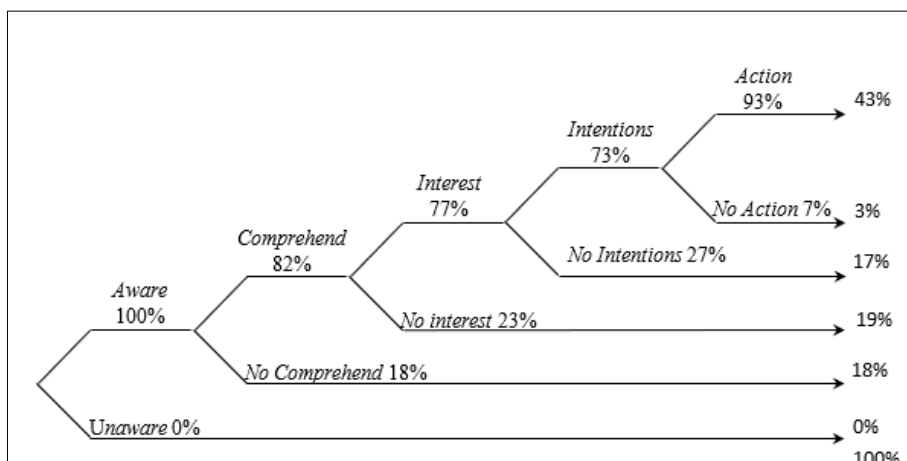 Action
93%
43%
Intentions
73%
No Action 7%
3%
Interest
77%
No Intentions 27%
17%
Comprehend
82%
No interest 23%
19%
Aware
100%
No Comprehend 18%
18%
Unaware 0%
0%
100%